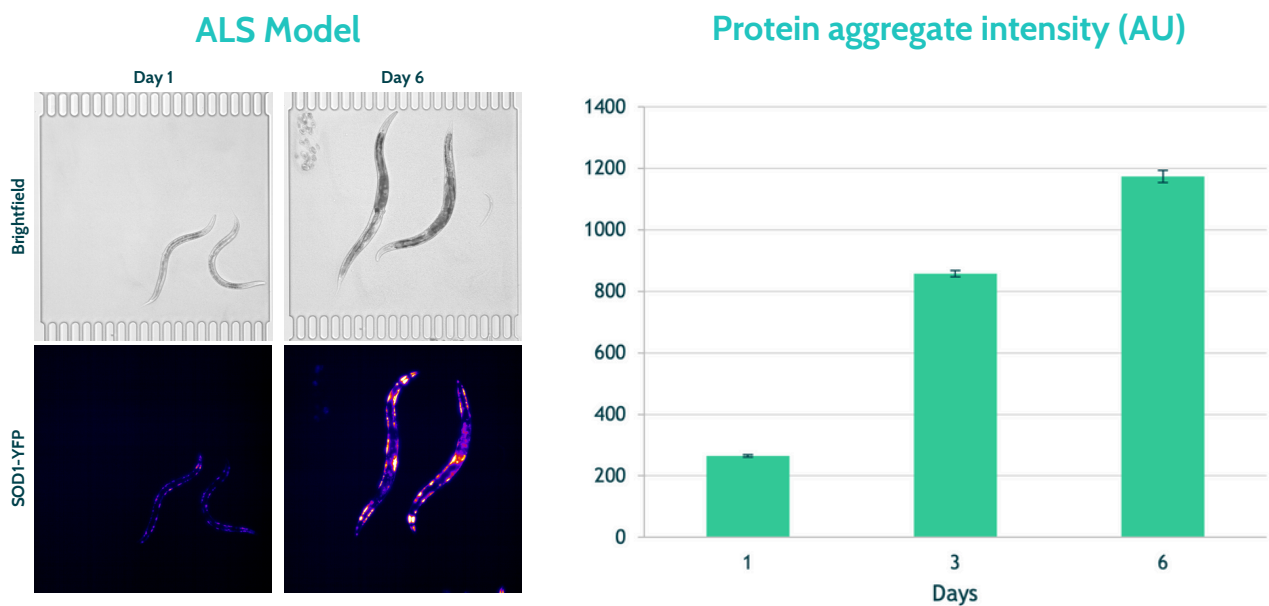 ALS Model
Day 1
Day 6
Brightfield
SOD1-YFP
Protein aggregate intensity (AU)
1400
1200
1000
800
600
400
200
0
1
3
6
Days